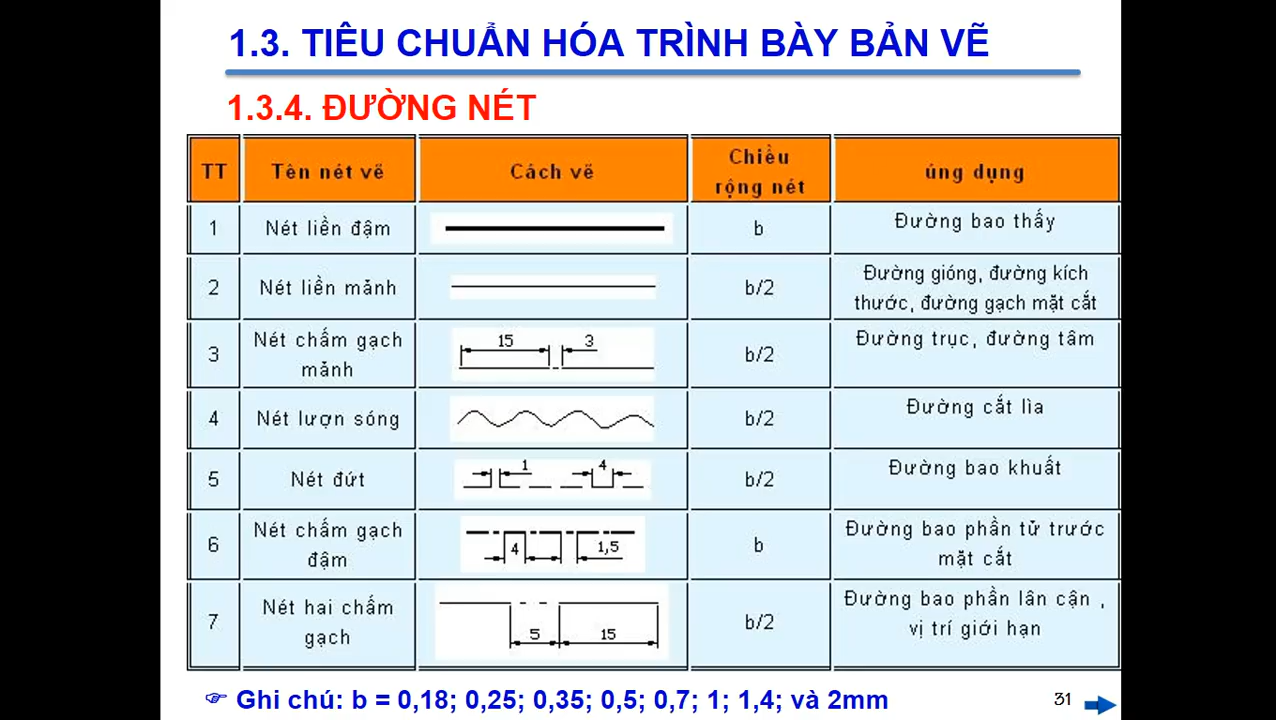 1.3. TIÊU CHUẨN HÓA TRÌNH BÀY BẢN VẼ
1.3.4. ĐƯỜNG NÉT
TT
Tên nét vẽ
Cách vẽ
Chiều
rộng nét
úng dụng
1
Nét liền đậm
b
Đường bao thấy
2
Nét liền mảnh
b/2
Đường gióng, đường kích
thước, đường gạch mặt cắt
3
Nét chấm gạch
mảnh
15
3
b/2
Đường trục, đường tâm
4
Nét lượn sóng
b/2
Đường cắt lìa
5
Nét đứt
1
4
b/2
Đường bao khuất
6
Nét chấm gạch
đậm
4
1,5
b
Đường bao phần tử trước
mặt cắt
7
Nét hai chấm
gạch
5
15
b/2
Đường bao phần lân cận ,
vị trí giới hạn
☞ Ghi chú: b = 0,18; 0,25; 0,35; 0,5; 0,7; 1; 1,4; và 2mm
31